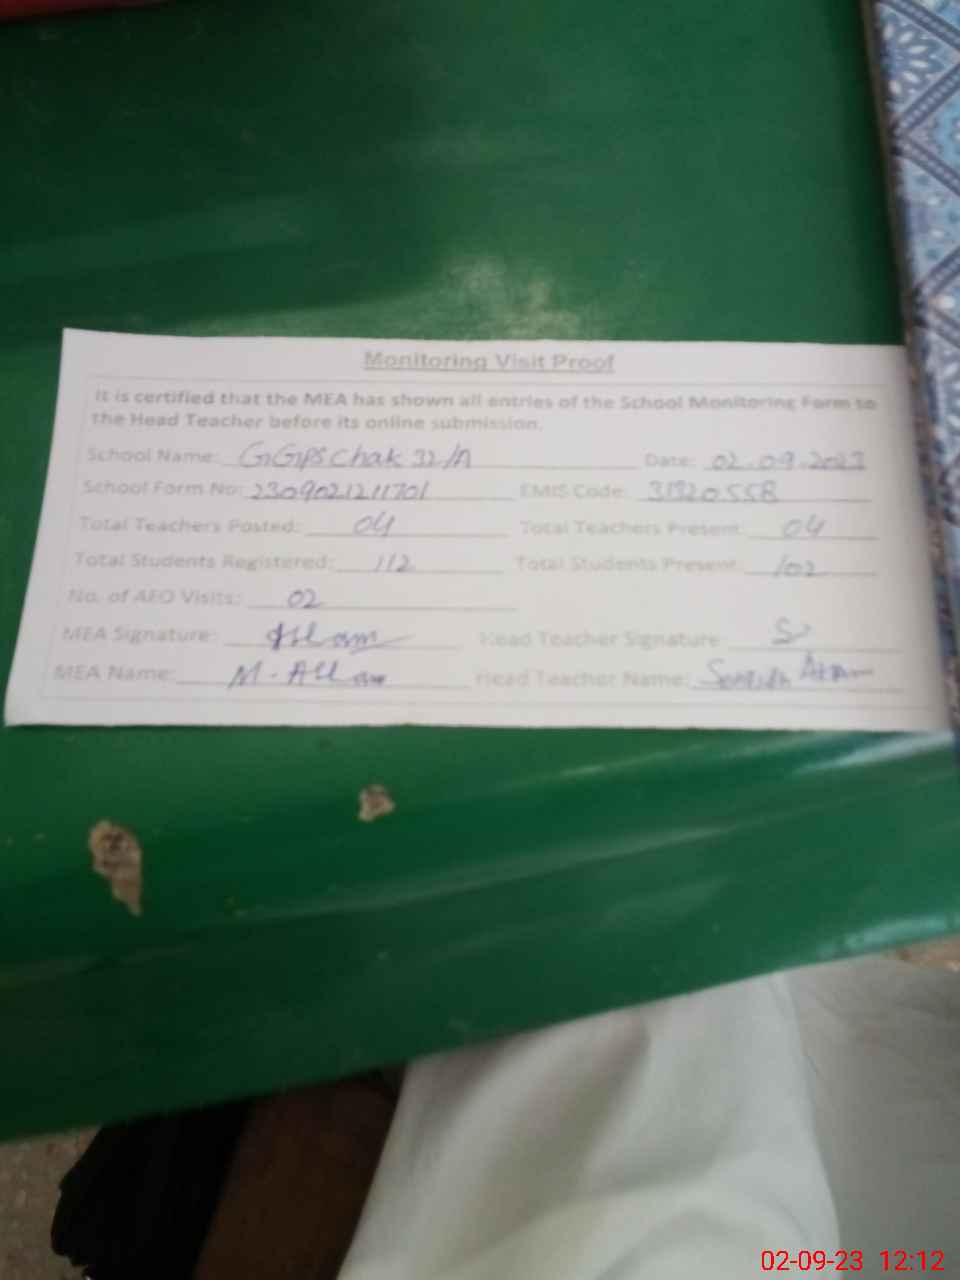 Monitoring Visit Proof
It is certified that the MEA has shown all entries of the School Monitoring Form to
the Head Teacher before its online submission.
School Name: GGPS Chak 32/A Date: 02.09.2023
School Form No: 2309021211701 EMIS Code: 31320558
Total Teachers Posted: 04 Total Teachers Present: 04
Total Students Registered: 112 Total Students Present: 102
No. of AEO Visits: 02
MEA Signature: Head Teacher Signature
MEA Name: M. Head Teacher Name:
02-09-23 12:12